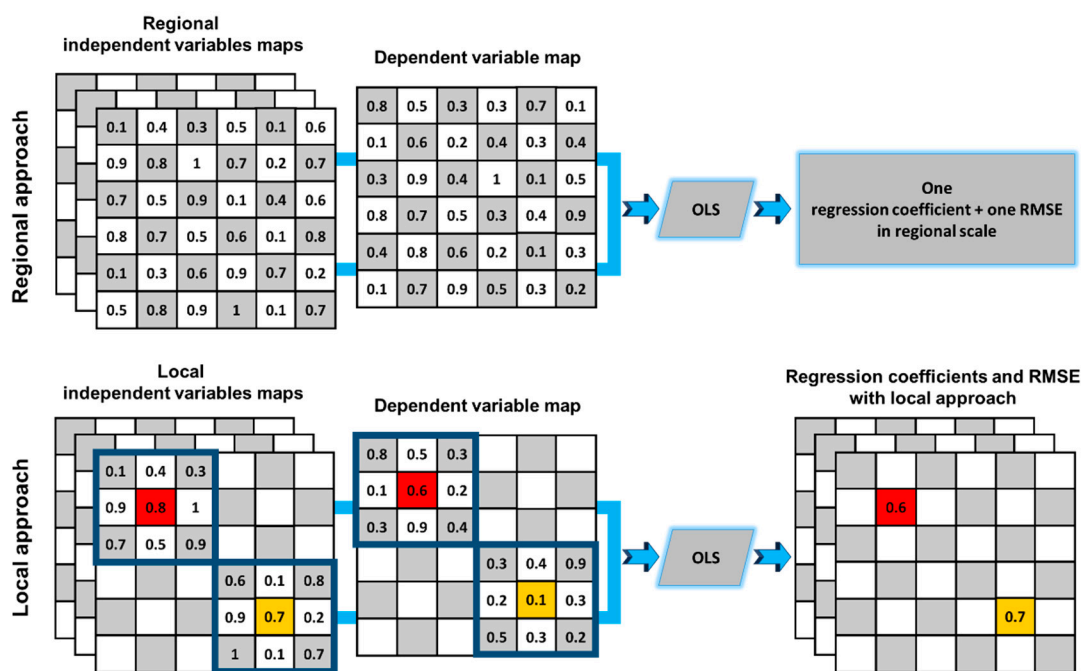 Regional
independent variables maps
Dependent variable map
Regional approach
0.1 0.4 0.3 0.5 0.1 0.6
0.9 0.8 1 0.7 0.2 0.7
0.7 0.5 0.9 0.1 0.4 0.6
0.8 0.7 0.5 0.6 0.1 0.8
0.1 0.3 0.6 0.9 0.7 0.2
0.5 0.8 0.9 1 0.1 0.7
0.8 0.5 0.3 0.3 0.7 0.1
0.1 0.6 0.2 0.4 0.3 0.4
0.3 0.9 0.4 1 0.1 0.5
0.8 0.7 0.5 0.3 0.4 0.9
0.4 0.8 0.6 0.2 0.1 0.3
0.1 0.7 0.9 0.5 0.3 0.2
OLS
One
regression coefficient + one RMSE
in regional scale
Local
independent variables maps
Dependent variable map
Regression coefficients and RMSE
with local approach
Local approach
0.1 0.4 0.3
0.9 0.8 1
0.7 0.5 0.9
0.6 0.1 0.8
0.9 0.7 0.2
1 0.1 0.7
0.8 0.5 0.3
0.1 0.6 0.2
0.3 0.9 0.4
0.3 0.4 0.9
0.2 0.1 0.3
0.5 0.3 0.2
OLS
0.6
0.7